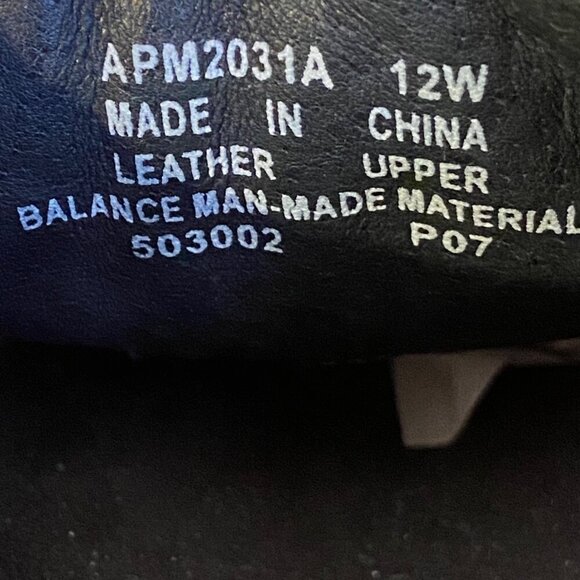 APM2031A 12W
MADE IN CHINA
LEATHER UPPER
BALANCE MAN-MADE MATERIAL
503002 P07